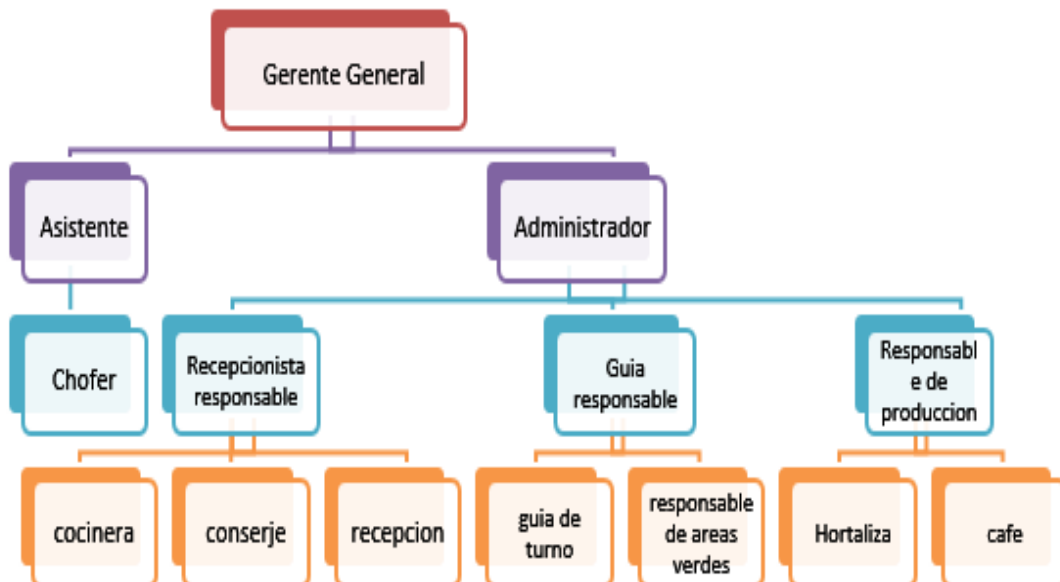 Gerente General
Asistente
Administrador
Chofer
Recepcionista
responsable
Guia
responsable
Responsabl
e de
produccion
cocinera
conserje
recepcion
guia de
turno
responsable
de areas
verdes
Hortaliza
cafe